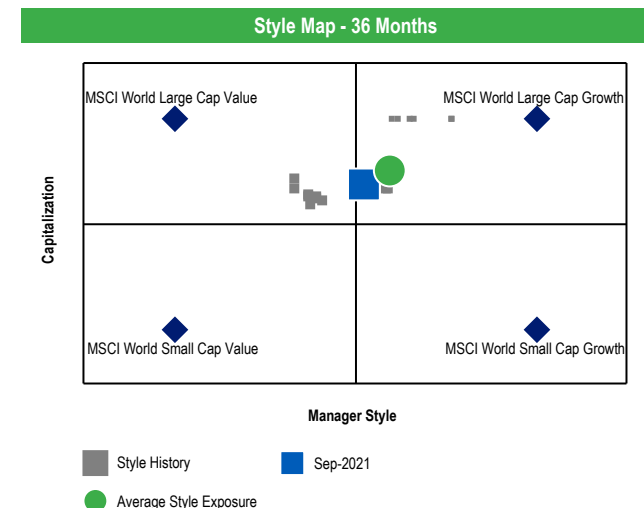 Style Map - 36 Months
MSCI World Large Cap Value
MSCI World Large Cap Growth
Capitalization
MSCI World Small Cap Value
MSCI World Small Cap Growth
Manager Style
Style History
Sep-2021
Average Style Exposure